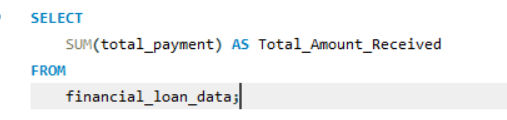 SELECT
SUM(total_payment) AS Total_Amount_Received
FROM
financial_loan_data;